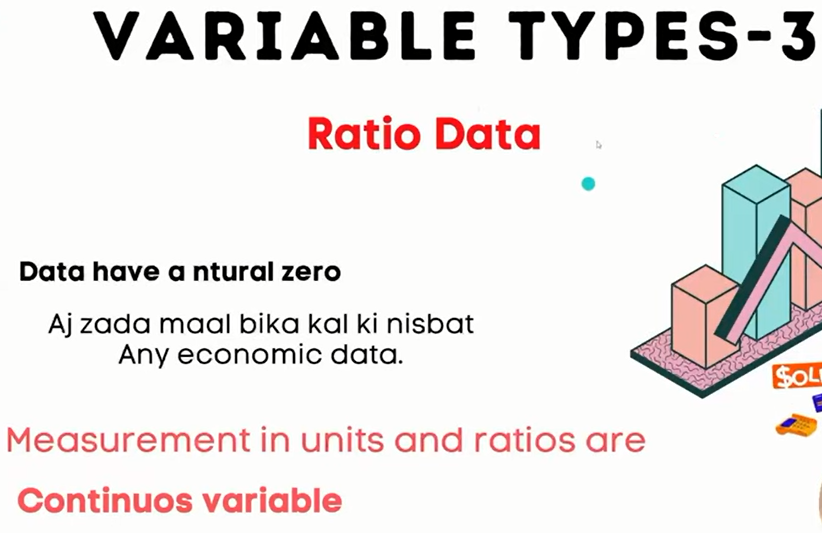 VARIABLE TYPES-3
Ratio Data
Data have a ntural zero
Aj zada maal bika kal ki nisbat
Any economic data.
Measurement in units and ratios are
Continuos variable